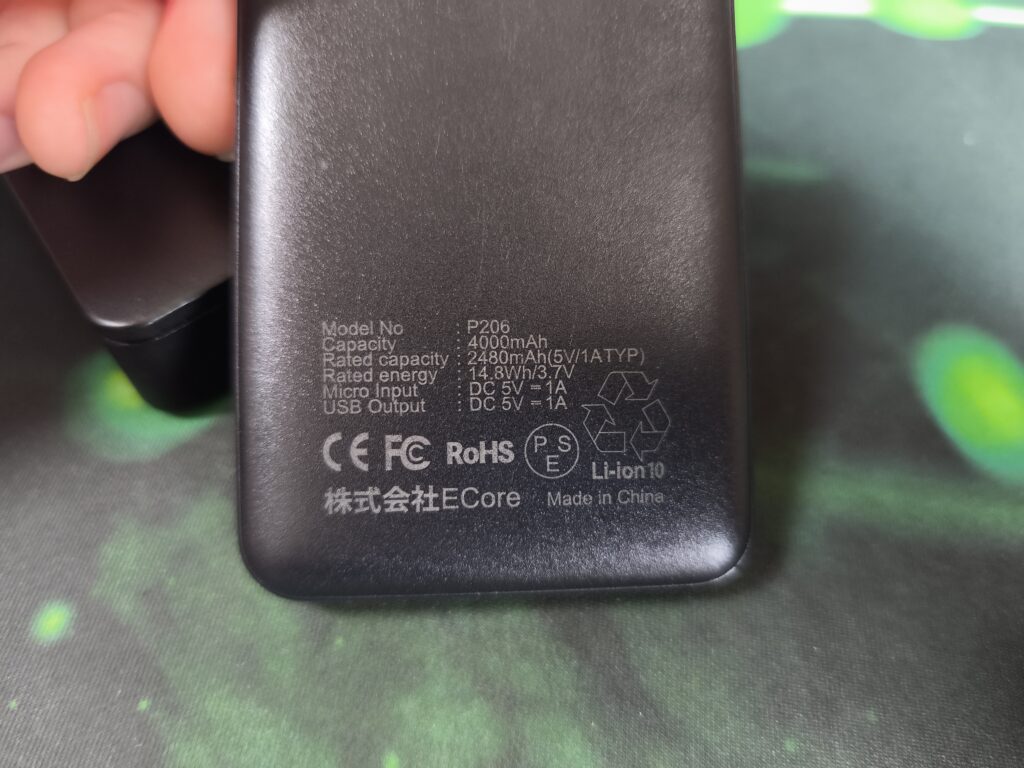 Model No : P206
Capacity : 4000mAh
Rated capacity : 2480mAh(5V/1ATYP)
Rated energy : 14.8Wh/3.7V
Micro Input : DC 5V = 1A
USB Output : DC 5V = 1A
CE FC RoHS PSE Li-ion10
株式会社ECore Made in China